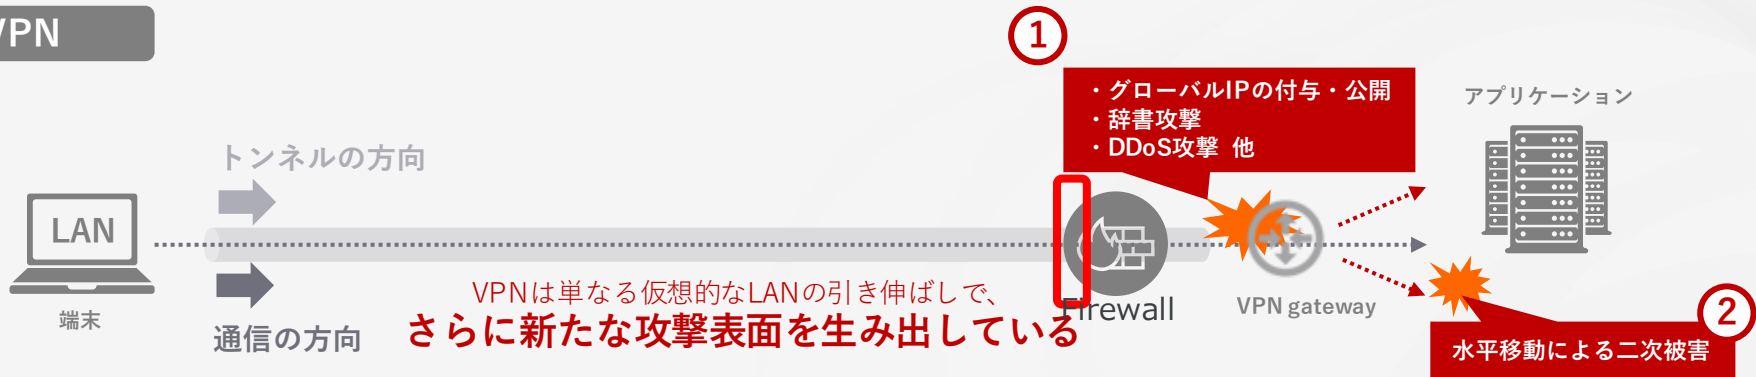 VPN
①
・グローバルIPの付与・公開
・辞書攻撃
・DDoS攻撃 他
アプリケーション
トンネルの方向
LAN
端末
通信の方向
VPNは単なる仮想的なLANの引き伸ばしで、
さらに新たな攻撃表面を生み出している
Firewall
VPN gateway
②
水平移動による二次被害